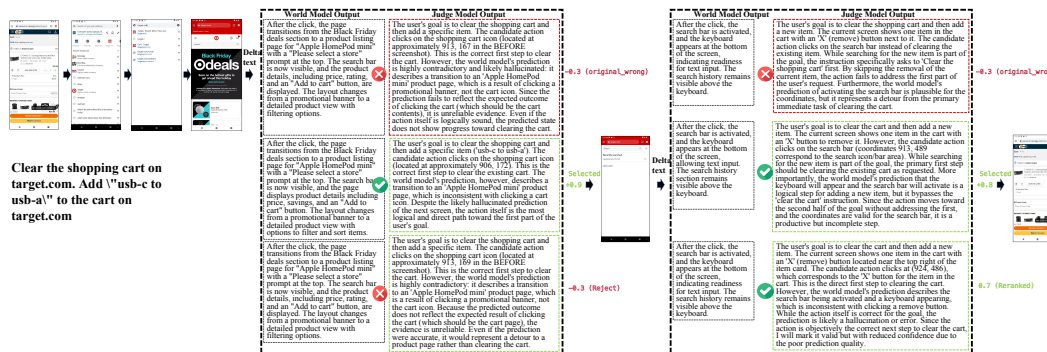 World Model Output
Judge Model Output
After the click, the page
transitions from the Black Friday
deals section to a product listing
page for "Apple HomePod mini"
with a "Please select a store"
prompt at the top. The search bar
is now visible, and the product
details, including price, rating,
and an "Add to cart" button, are
displayed. The layout changes
from a promotional banner to a
detailed product view with
filtering options.
The user's goal is to clear the shopping cart and
then add a specific item. The candidate action
clicks on the shopping cart icon (located at
approximately 913, 167 in the BEFORE
screenshot). This is the correct first step to clear
the cart. However, the world model's prediction
is highly contradictory and likely hallucinated: it
describes a transition to an 'Apple HomePod
mini' product page, which is a result of clicking a
promotional banner, not the cart icon. Since the
prediction fails to reflect the expected outcome
of clicking the cart (which should be the cart
contents), it is unreliable evidence. Even if the
action itself is logically sound, the predicted state
does not show progress toward clearing the cart.
−0.3 (original_wrong)
After the click, the page
transitions from the Black Friday
deals section to a product listing
page for "Apple HomePod mini"
with a "Please select a store"
prompt at the top. The search bar
is now visible, and the page
displays product details including
price, savings, and an "Add to
cart" button. The layout changes
from a promotional banner to a
detailed product view with
options to filter and sort items.
The user's goal is to clear the shopping cart and
then add a specific item ('usb-c to usb-a'). The
candidate action clicks on the shopping cart icon
(located at approximately 906, 172). This is the
correct first step to clear the existing cart. The
world model's prediction, however, describes a
transition to an 'Apple HomePod mini' product
page, which is inconsistent with clicking a cart
icon. Despite the likely hallucinated prediction
of the next screen, the action itself is the most
logical and direct path toward the first part of the
user's goal.
Selected
+0.9
After the click, the page
transitions from the Black Friday
deals section to a product listing
page for "Apple HomePod mini"
with a "Please select a store"
prompt at the top. The search bar
is now visible, and the product
details, including price, rating,
and an "Add to cart" button, are
displayed. The layout changes
from a promotional banner to a
detailed product view with
filtering options.
The user's goal is to clear the shopping cart and
then add a specific item. The candidate action
clicks on the shopping cart icon (located at
approximately 913, 169 in the BEFORE
screenshot). This is the correct first step to clear
the cart. However, the world model's prediction
is highly contradictory: it describes a transition
to an 'Apple HomePod mini' product page, which
is a result of clicking a promotional banner, not
the cart icon. Because the predicted outcome
does not reflect the expected result of clicking
the cart (which should be the cart page), the
evidence is unreliable. Even if the prediction
were accurate, it would represent a detour to a
product page rather than clearing the cart.
−0.3 (Reject)
Delta
text
Clear the shopping cart on
target.com. Add \"usb-c to
usb-a\" to the cart on
target.com
Black Friday
deals
Delta
text
World Model Output
Judge Model Output
After the click, the
search bar is activated,
and the keyboard
appears at the bottom
of the screen,
indicating readiness
for text input. The
search history remains
visible above the
keyboard.
The user's goal is to clear the shopping cart and then add a
new item. The current screen shows one item in the
cart with an 'X' (remove) button next to it. The candidate
action clicks on the search bar instead of clearing the
existing item. While searching for the new item is part of
the goal, the instruction specifically asks to 'Clear the
shopping cart' first. By skipping the removal of the
current item, the action fails to address the first part of
the user's request. Furthermore, the world model's
prediction of activating the search bar is plausible for the
coordinates, but it represents a detour from the primary
immediate task of clearing the cart.
−0.3 (original_wro
After the click, the
search bar is activated,
and the keyboard
appears at the bottom
of the screen,
allowing text input.
The search history
section remains
visible above the
keyboard.
The user's goal is to clear the cart and then add a new
item. The current screen shows one item in the cart with
an 'X' button to remove it. However, the candidate action
clicks on the search bar (coordinates 913, 489
correspond to the search icon/bar area). While searching
for the new item is part of the goal, the primary first step
should be clearing the existing cart as requested. More
importantly, the world model's prediction that the
keyboard will appear and the search bar will activate is a
logical step for adding a new item, but it bypasses the
'clear the cart' instruction. Since the action moves toward
the second half of the goal without addressing the first,
and the coordinates are valid for the search bar, it is a
productive but incomplete step.
Selected
+0.8
After the click, the
search bar is activated,
and the keyboard
appears at the bottom
of the screen,
indicating readiness
for text input. The
search history remains
visible above the
keyboard.
The user's goal is to clear the cart and then add a new
item. The current screen shows one item in the cart with
an 'X' (remove) button located near the top right of the
item card. The candidate action clicks at (924, 486),
which corresponds to the 'X' button for the item in the
cart. This is the direct first step to clearing the cart.
However, the world model's prediction describes the
search bar being activated and a keyboard appearing,
which is inconsistent with clicking a remove button.
While the action itself is correct for the goal, the
prediction is likely a hallucination or error. Since the
action is objectively the correct next step to clear the cart,
I will mark it valid but with reduced confidence due to
the poor prediction quality.
0.7 (Reranked)